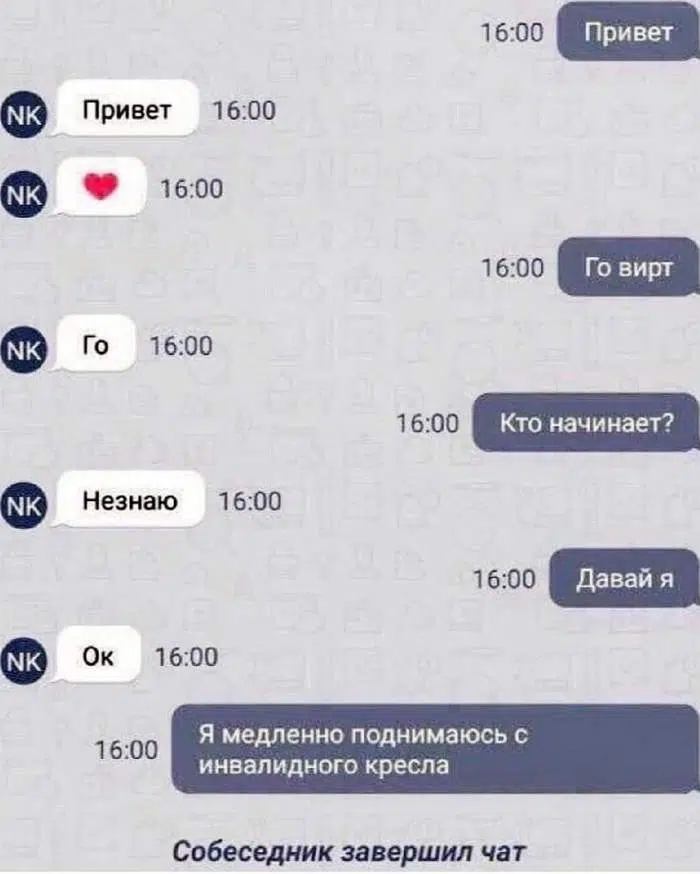 16:00 Привет
NK Привет 16:00
NK ❤ 16:00
16:00 Го вирт
NK Го 16:00
16:00 Кто начинает?
NK Незнаю 16:00
16:00 Давай я
NK Ок 16:00
16:00 Я медленно поднимаюсь с
инвалидного кресла
Собеседник завершил чат